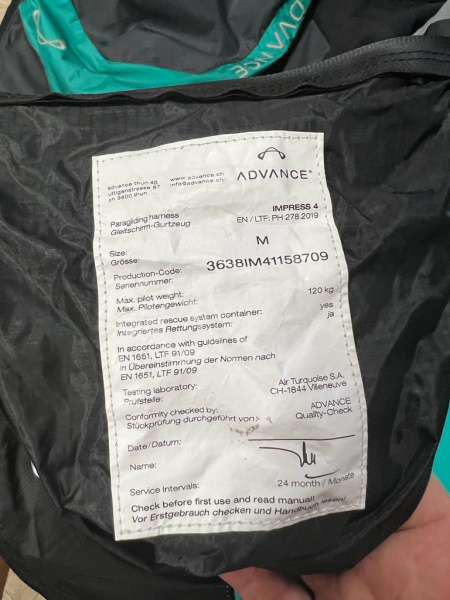 ADVANCE
advance thun ag
uttigenstrasse 87
ch 3600 thun
www.advance.ch
info@advance.ch
ADVANCE®
Paragliding harness
Gleitschirm-Gurtzeug
IMPRESS 4
EN / LTF: PH 278.2019
Size:
Grösse:
M
Production-Code:
Seriennummer:
3638IM41158709
Max. pilot weight:
Max. Pilotengewicht:
120 kg
Integrated rescue system container:
Integriertes Rettungssystem:
yes
ja
In accordance with guidelines of
EN 1651, LTF 91/09
In Übereinstimmung der Normen nach
EN 1651, LTF 91/09
Testing laboratory:
Prüfstelle:
Air Turquoise S.A.
CH-1844 Villeneuve
Conformity checked by:
Stückprüfung durchgeführt von:
ADVANCE
Quality-Check
Date/Datum:
Name:
Service Intervals:
24 month / Monate
Check before first use and read manual!
Vor Erstgebrauch checken und Handbuch lesen!